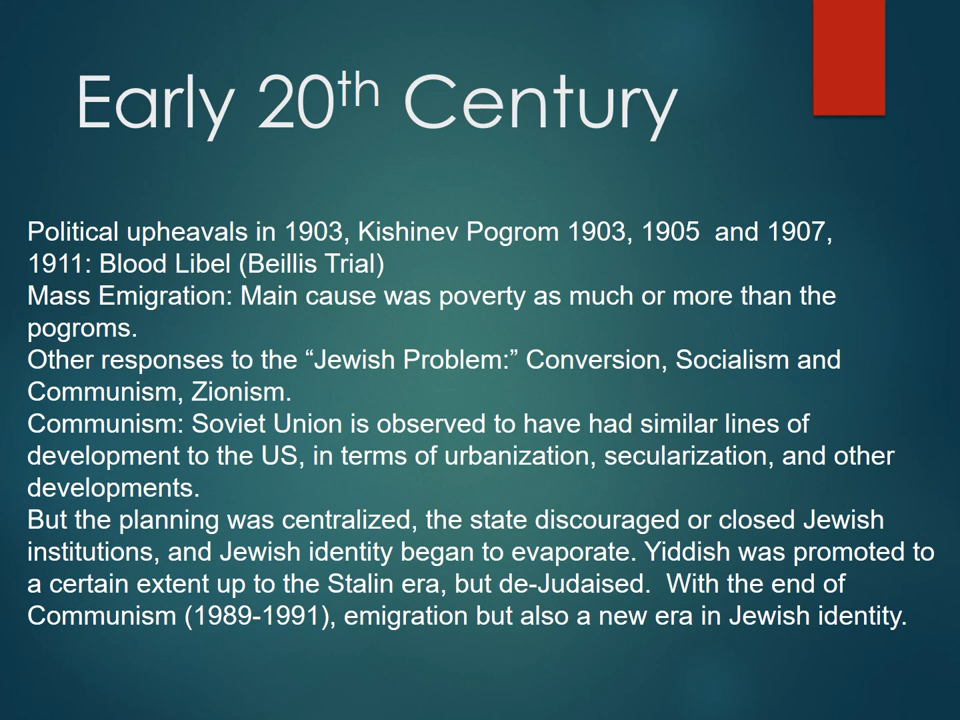 Early 20th Century
Political upheavals in 1903, Kishinev Pogrom 1903, 1905  and 1907,
1911: Blood Libel (Beillis Trial)
Mass Emigration: Main cause was poverty as much or more than the
pogroms.
Other responses to the “Jewish Problem:” Conversion, Socialism and
Communism, Zionism.
Communism: Soviet Union is observed to have had similar lines of
development to the US, in terms of urbanization, secularization, and other
developments.
But the planning was centralized, the state discouraged or closed Jewish
institutions, and Jewish identity began to evaporate. Yiddish was promoted to
a certain extent up to the Stalin era, but de-Judaised.  With the end of
Communism (1989-1991), emigration but also a new era in Jewish identity.